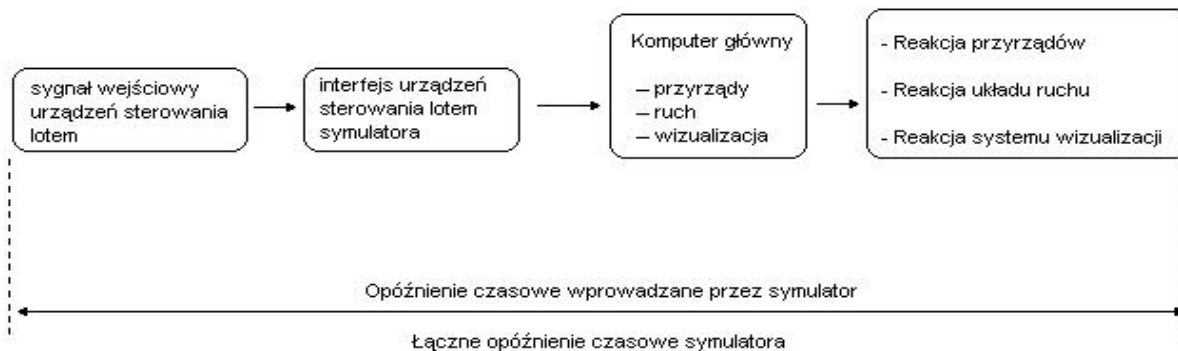 sygnał wejściowy
urządzeń sterowania
lotem
interfejs urządzeń
sterowania lotem
symulatora
Komputer główny
– przyrządy
– ruch
– wizualizacja
- Reakcja przyrządów
- Reakcja układu ruchu
- Reakcja systemu wizualizacji
Opóźnienie czasowe wprowadzane przez symulator
Łączne opóźnienie czasowe symulatora